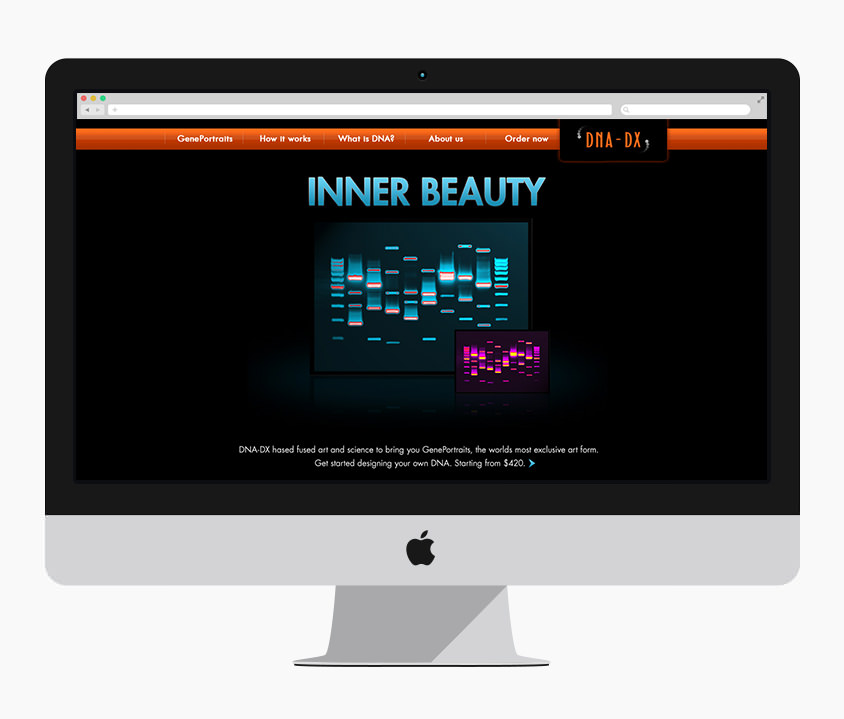 GenePortraits How it works What is DNA? About us Order now DNA-DX
INNER BEAUTY
DNA-DX hased fused art and science to bring you GenePortraits, the worlds most exclusive art form.
Get started designing your own DNA. Starting from $420.